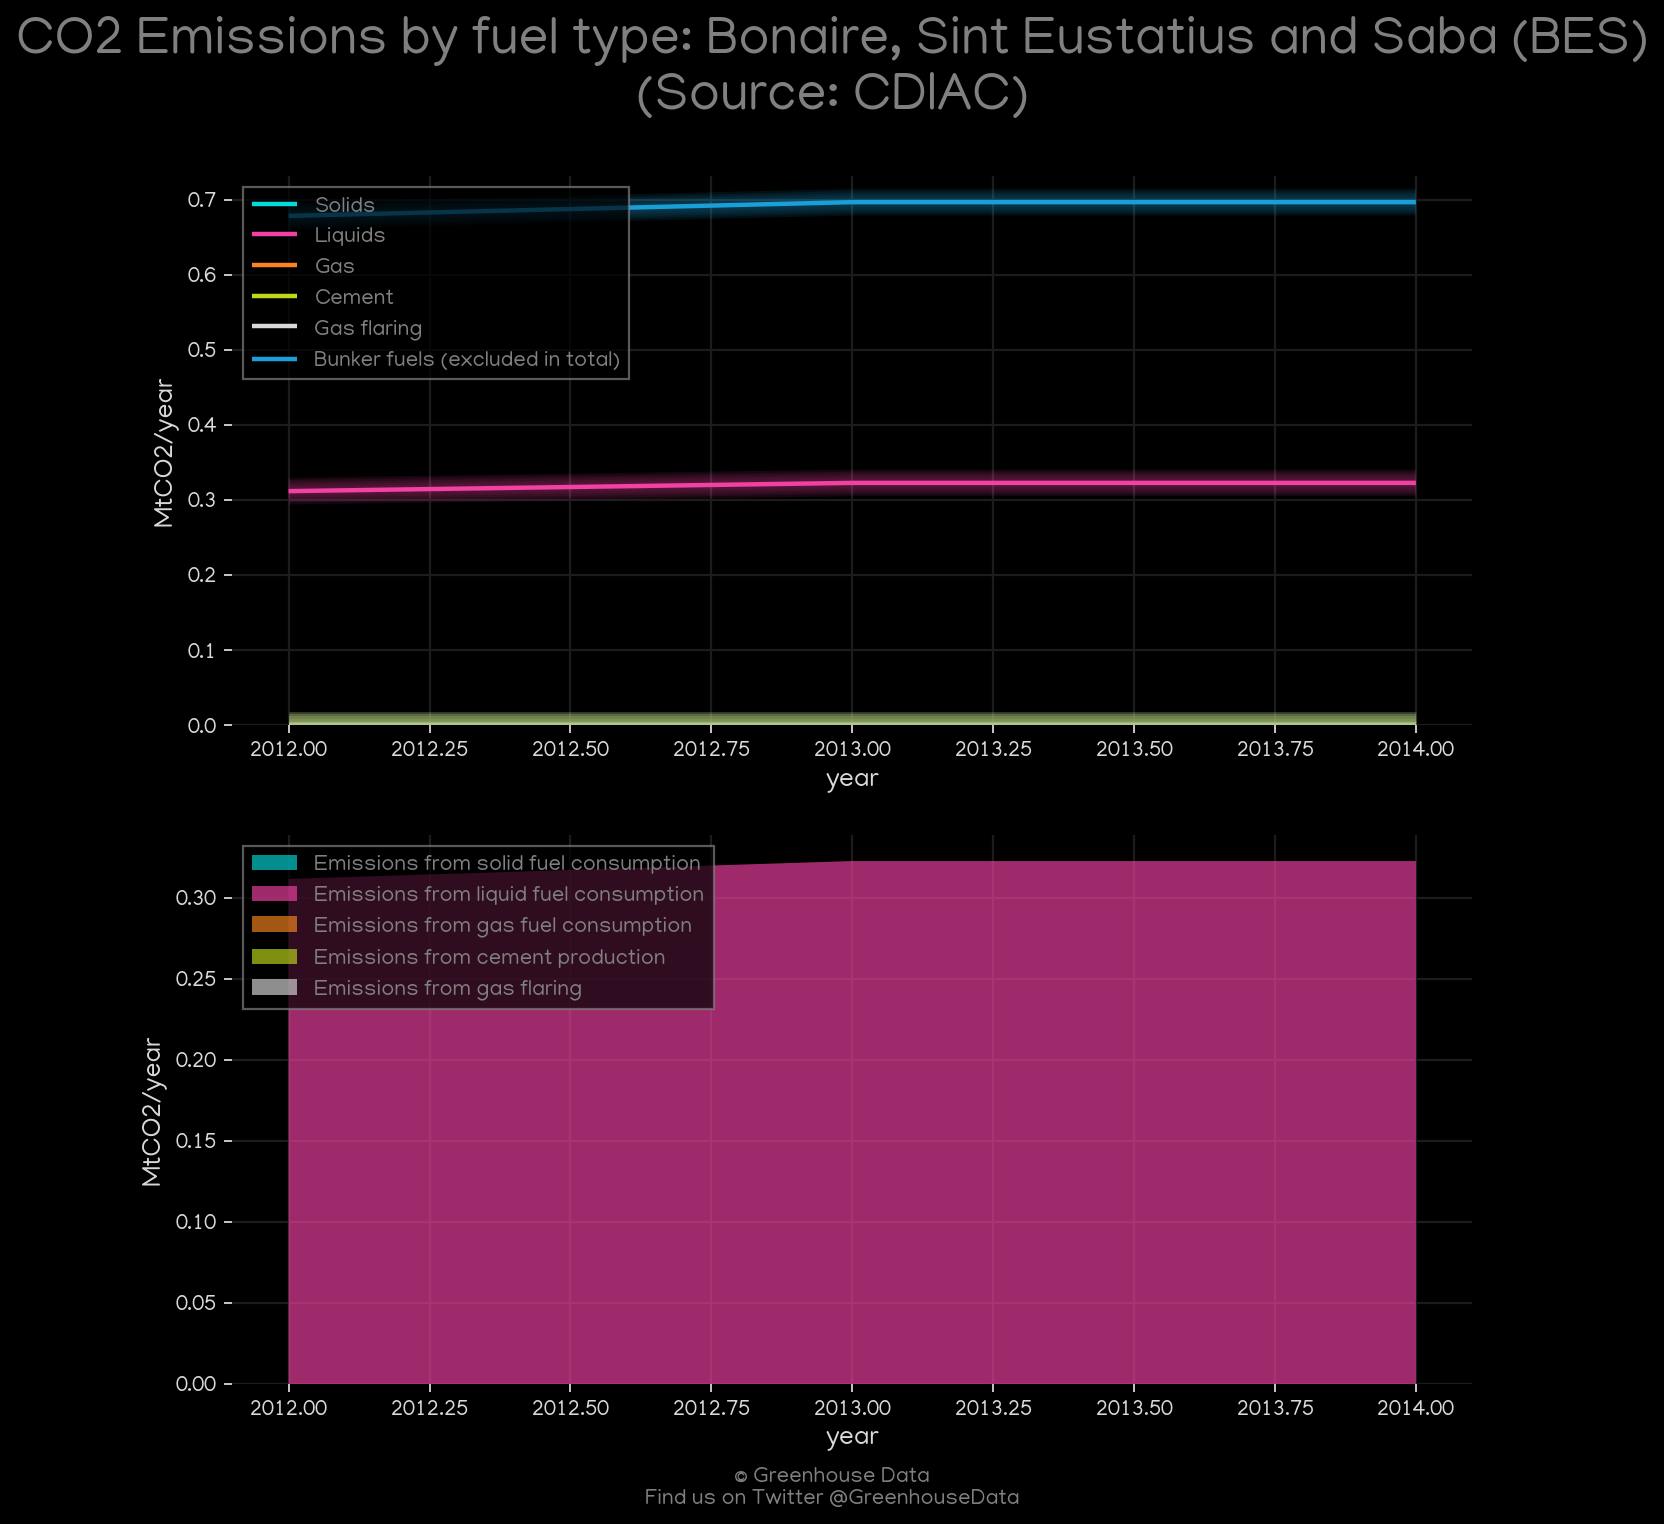 CO2 Emissions by fuel type: Bonaire, Sint Eustatius and Saba (BES)
(Source: CDIAC)
Solids
Liquids
Gas
Cement
Gas flaring
Bunker fuels (excluded in total)
MtCO2/year
0.7
0.6
0.5
0.4
0.3
0.2
0.1
0.0
2012.00 2012.25 2012.50 2012.75 2013.00 2013.25 2013.50 2013.75 2014.00
year
Emissions from solid fuel consumption
Emissions from liquid fuel consumption
Emissions from gas fuel consumption
Emissions from cement production
Emissions from gas flaring
MtCO2/year
0.30
0.25
0.20
0.15
0.10
0.05
0.00
2012.00 2012.25 2012.50 2012.75 2013.00 2013.25 2013.50 2013.75 2014.00
year
© Greenhouse Data
Find us on Twitter @GreenhouseData